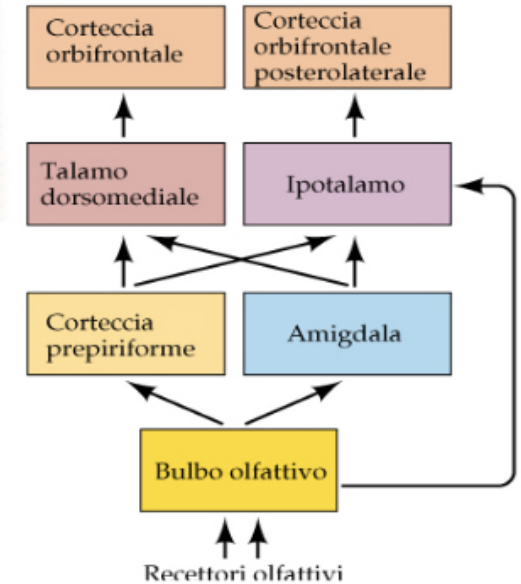 Corteccia
orbifrontale
Corteccia
orbifrontale
posterolaterale
Talamo
dorsomediale
Ipotalamo
Corteccia
prepiriforme
Amigdala
Bulbo olfattivo
Recettori olfattivi